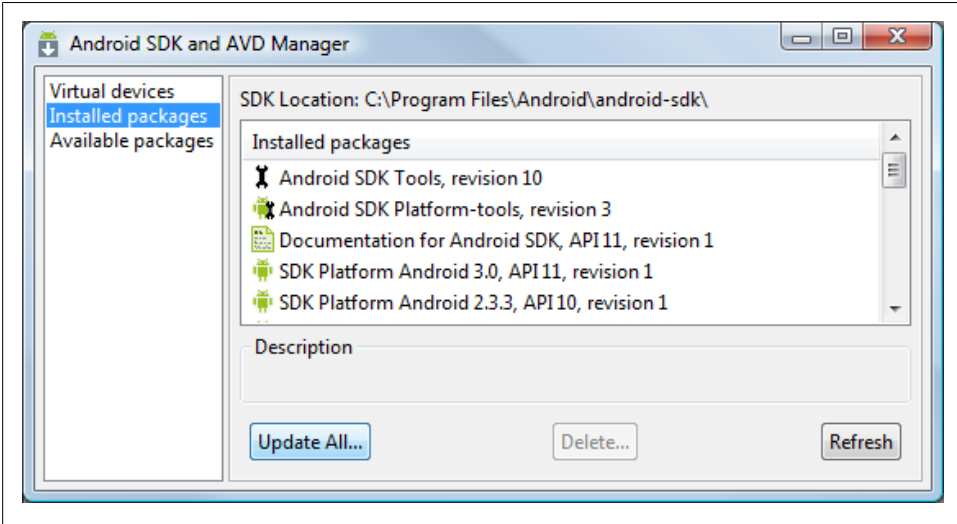 Android SDK and AVD Manager
Virtual devices
Installed packages
Available packages
SDK Location: C:\Program Files\Android\android-sdk\
Installed packages
Android SDK Tools, revision 10
Android SDK Platform-tools, revision 3
Documentation for Android SDK, API 11, revision 1
SDK Platform Android 3.0, API 11, revision 1
SDK Platform Android 2.3.3, API 10, revision 1
Description
Update All...
Delete...
Refresh